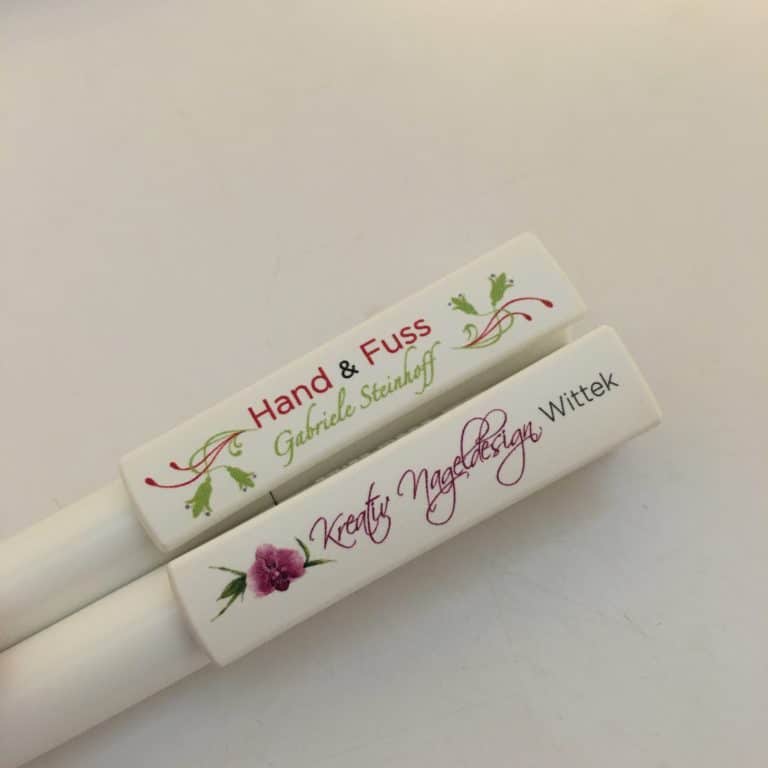 Hand & Fuss
Gabriele Steinhoff
Kreativ Nageldesign Wittek